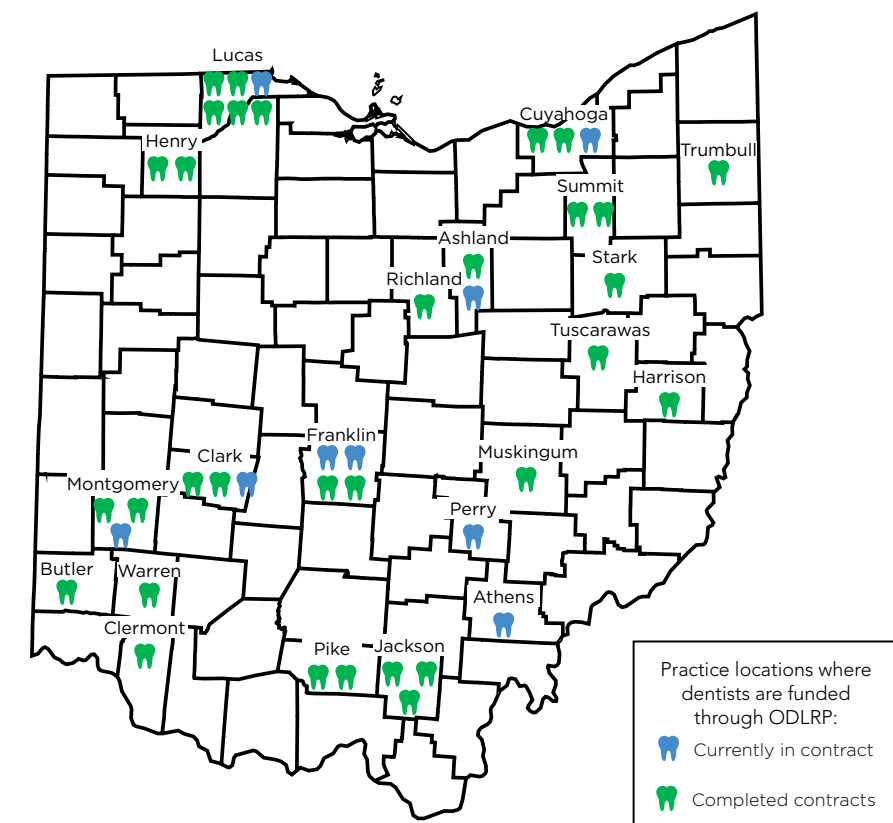 Lucas
Cuyahoga
Henry
Trumbull
Summit
Ashland
Stark
Richland
Tuscarawas
Harrison
Franklin
Muskingum
Clark
Montgomery
Perry
Butler
Warren
Athens
Clermont
Pike
Jackson
Practice locations where
dentists are funded
through ODLRP:
Currently in contract
Completed contracts